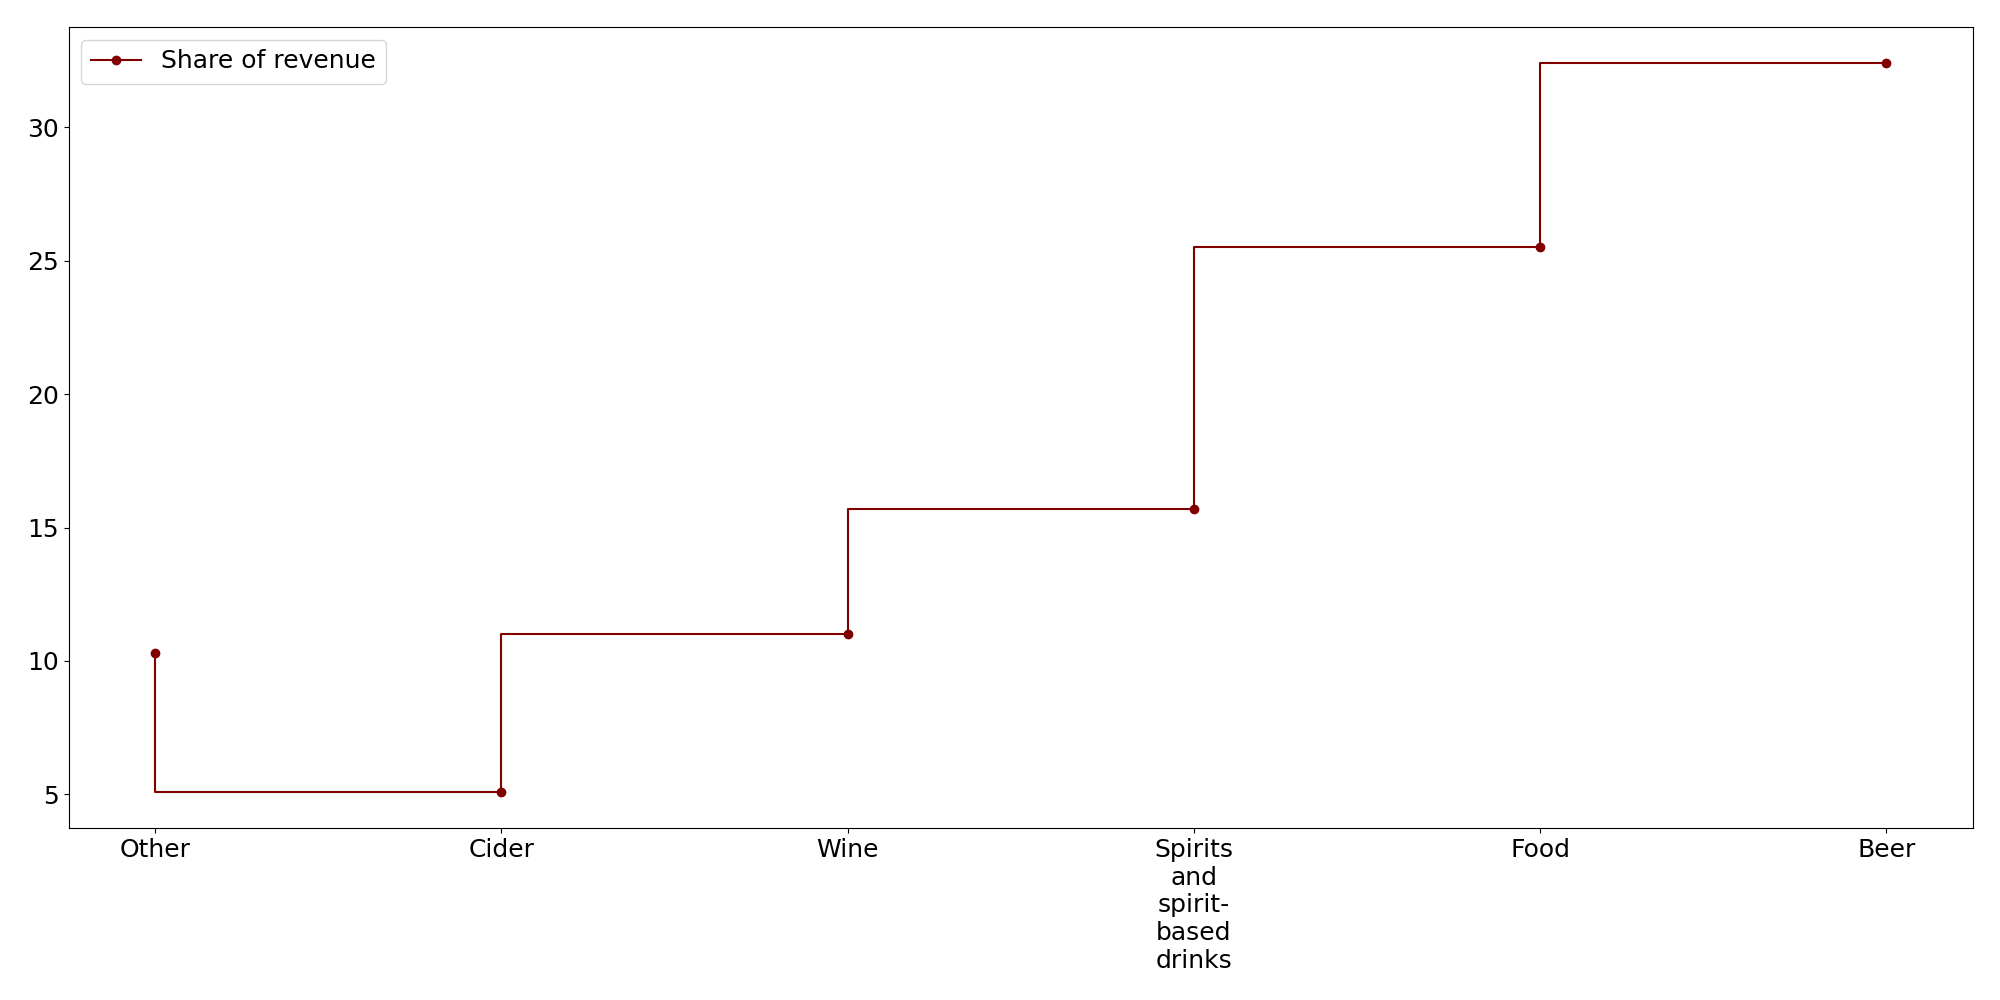 Share of revenue
30
25
20
15
10
5
Other Cider Wine Spirits Food Beer
and
spirit-
based
drinks